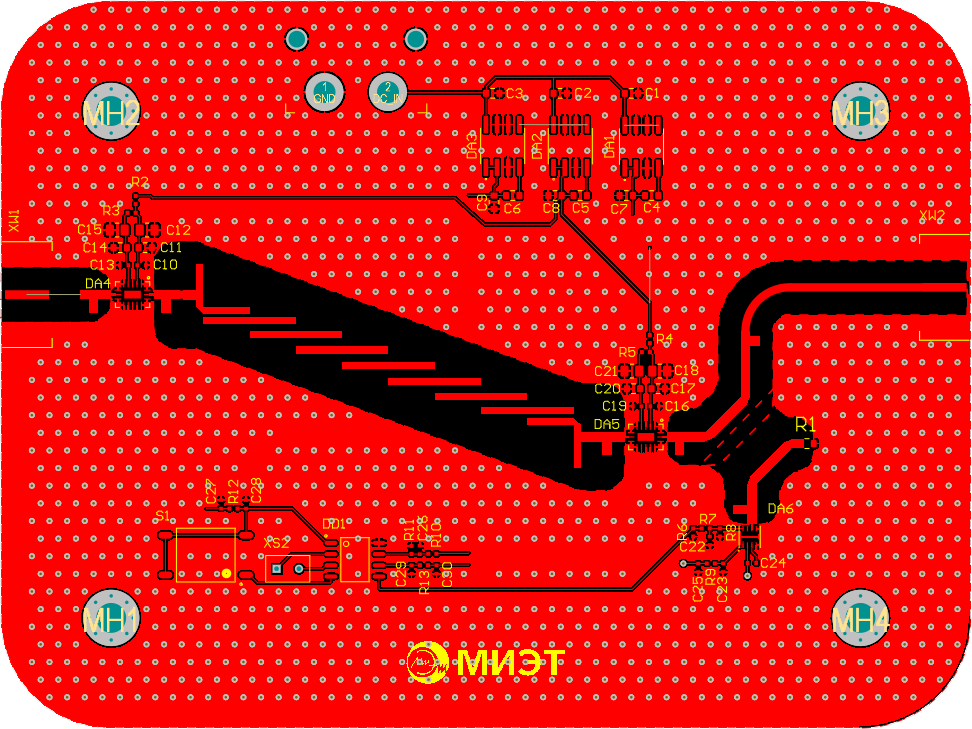 1
2
GND
DC_IN
C3
C2
C1
MH2
MH3
DA3
DA2
DA1
R2
C9
C6
C8
C5
C7
C4
R3
XW1
XW2
C15
C12
C14
C11
C13
C10
DA4
R4
R5
C21
C18
C20
C17
C19
C16
DA5
R1
C27
R12
C28
S1
DD1
XS2
R11
C26
R10
C29
R13
C30
R6
R7
R8
DA6
C22
C24
C25
R9
C23
MH1
MH4
МИЭТ